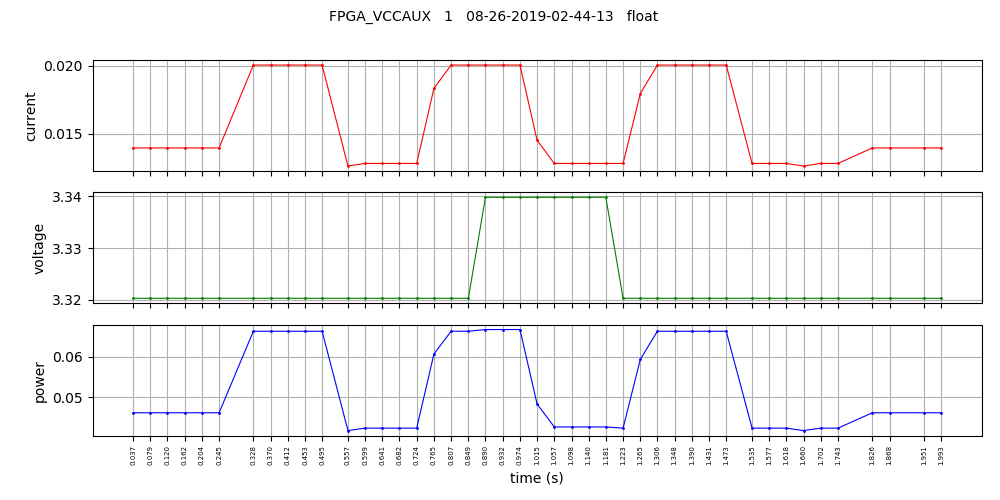 FPGA_VCCAUX 1 08-26-2019-02-44-13 float
0.020
0.015
current
3.34
3.33
3.32
voltage
0.06
0.05
power
0.037 0.079 0.120 0.162 0.204 0.245 0.328 0.370 0.412 0.453 0.495 0.557 0.599 0.641 0.682 0.724 0.765 0.807 0.849 0.890 0.932 0.974 1.015 1.057 1.098 1.140 1.181 1.223 1.265 1.306 1.348 1.390 1.431 1.473 1.535 1.577 1.618 1.660 1.702 1.743 1.826 1.868 1.951 1.993
time (s)